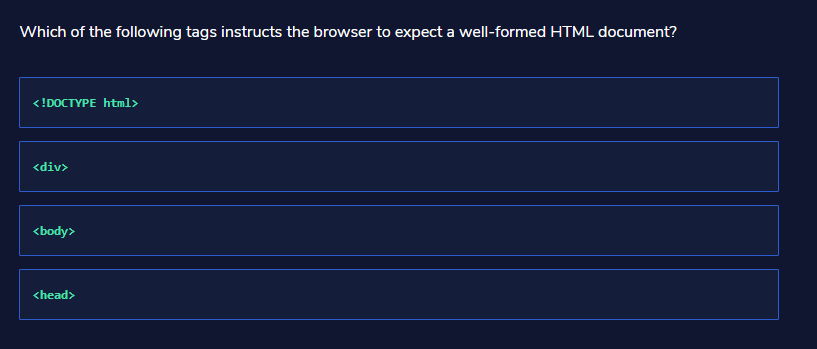 Which of the following tags instructs the browser to expect a well-formed HTML document?
<!DOCTYPE html>
<div>
<body>
<head>